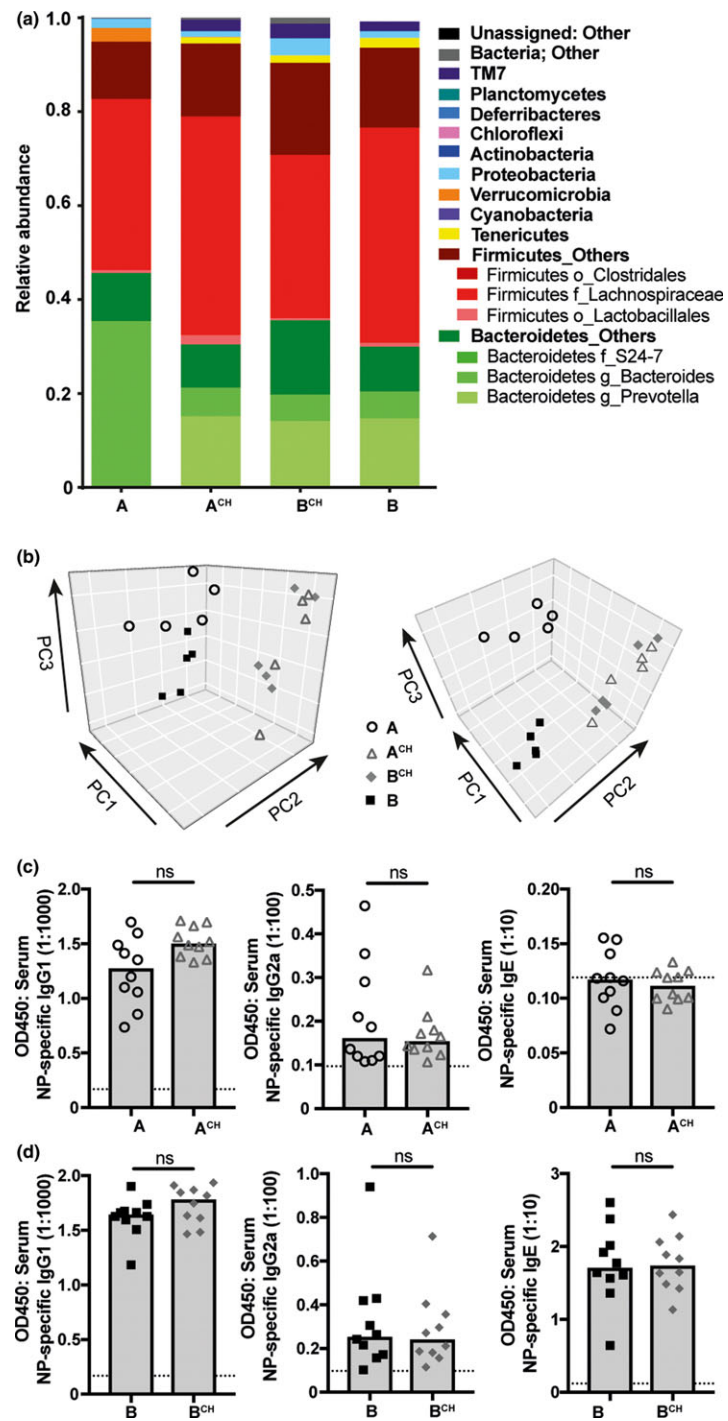 (a)
Relative abundance
1.0
0.8
0.6
0.4
0.2
0
A
A^CH
B^CH
B
Unassigned: Other
Bacteria; Other
TM7
Planctomycetes
Deferribacteres
Chloroflexi
Actinobacteria
Proteobacteria
Verrucomicrobia
Cyanobacteria
Tenericutes
Firmicutes_Others
Firmicutes o_Clostridales
Firmicutes f_Lachnospiraceae
Firmicutes o_Lactobacillales
Bacteroidetes_Others
Bacteroidetes f_S24-7
Bacteroidetes g_Bacteroides
Bacteroidetes g_Prevotella
(b)
PC3
PC1
PC2
A
A^CH
B^CH
B
PC3
PC1
PC2
(c)
OD450: Serum
NP-specific IgG1 (1:1000)
2.0
1.5
1.0
0.5
0
ns
A
A^CH
OD450: Serum
NP-specific IgG2a (1:100)
0.5
0.4
0.3
0.2
0.1
0
ns
A
A^CH
OD450: Serum
NP-specific IgE (1:10)
0.20
0.15
0.10
0.05
0
ns
A
A^CH
(d)
OD450: Serum
NP-specific IgG1 (1:1000)
2.0
1.5
1.0
0.5
0
ns
B
B^CH
OD450: Serum
NP-specific IgG2a (1:100)
1.0
0.8
0.6
0.4
0.2
0
ns
B
B^CH
OD450: Serum
NP-specific IgE (1:10)
3
2
1
0
ns
B
B^CH